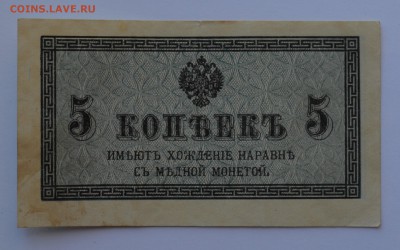 COINS.LAVE.RU
5 КОПѢЕКЪ 5
ИМѢЮТЪ ХОЖДЕНІЕ НАРАВНѢ
СЪ МѢДНОЙ МОНЕТОЙ.